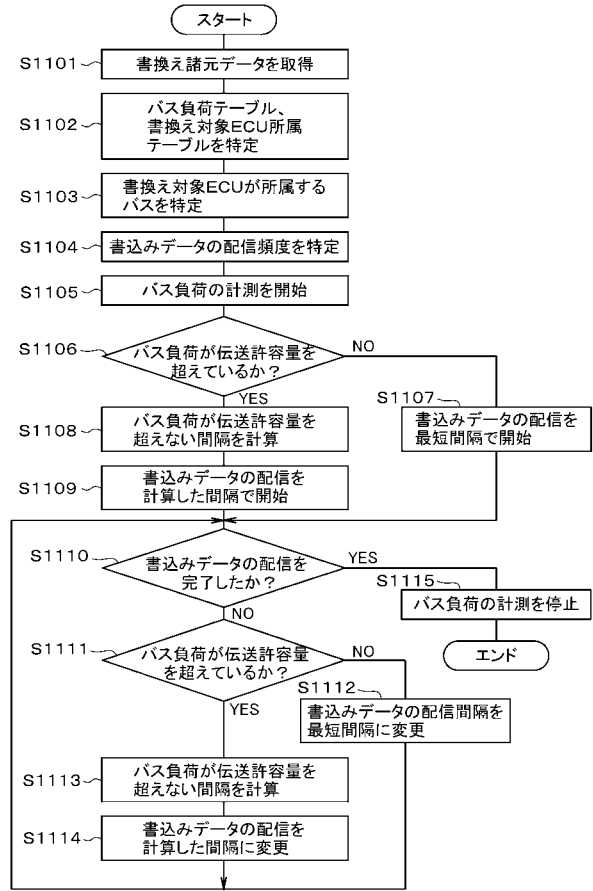 スタート
S1101
書換え諸元データを取得
S1102
バス負荷テーブル、
書換え対象ECU所属
テーブルを特定
S1103
書換え対象ECUが所属する
バスを特定
S1104
書込みデータの配信頻度を特定
S1105
バス負荷の計測を開始
S1106
バス負荷が伝送許容量を
超えているか？
NO
YES
S1107
書込みデータの配信を
最短間隔で開始
S1108
バス負荷が伝送許容量を
超えない間隔を計算
S1109
書込みデータの配信を
計算した間隔で開始
S1110
書込みデータの配信を
完了したか？
YES
NO
S1115
バス負荷の計測を停止
エンド
S1111
バス負荷が伝送許容量
を超えているか？
NO
YES
S1112
書込みデータの配信間隔を
最短間隔に変更
S1113
バス負荷が伝送許容量を
超えない間隔を計算
S1114
書込みデータの配信を
計算した間隔に変更